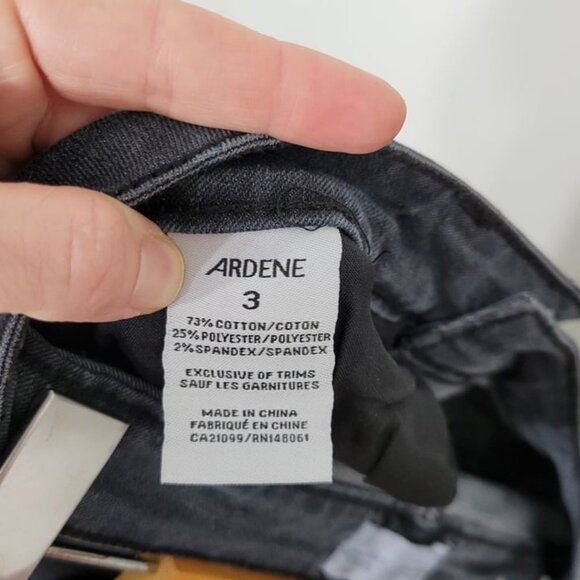 ARDENE
3
73% COTTON/COTON
25% POLYESTER/POLYESTER
2% SPANDEX/SPANDEX
EXCLUSIVE OF TRIMS
SAUF LES GARNITURES
MADE IN CHINA
FABRIQUÉ EN CHINE
CA21099/RN148061